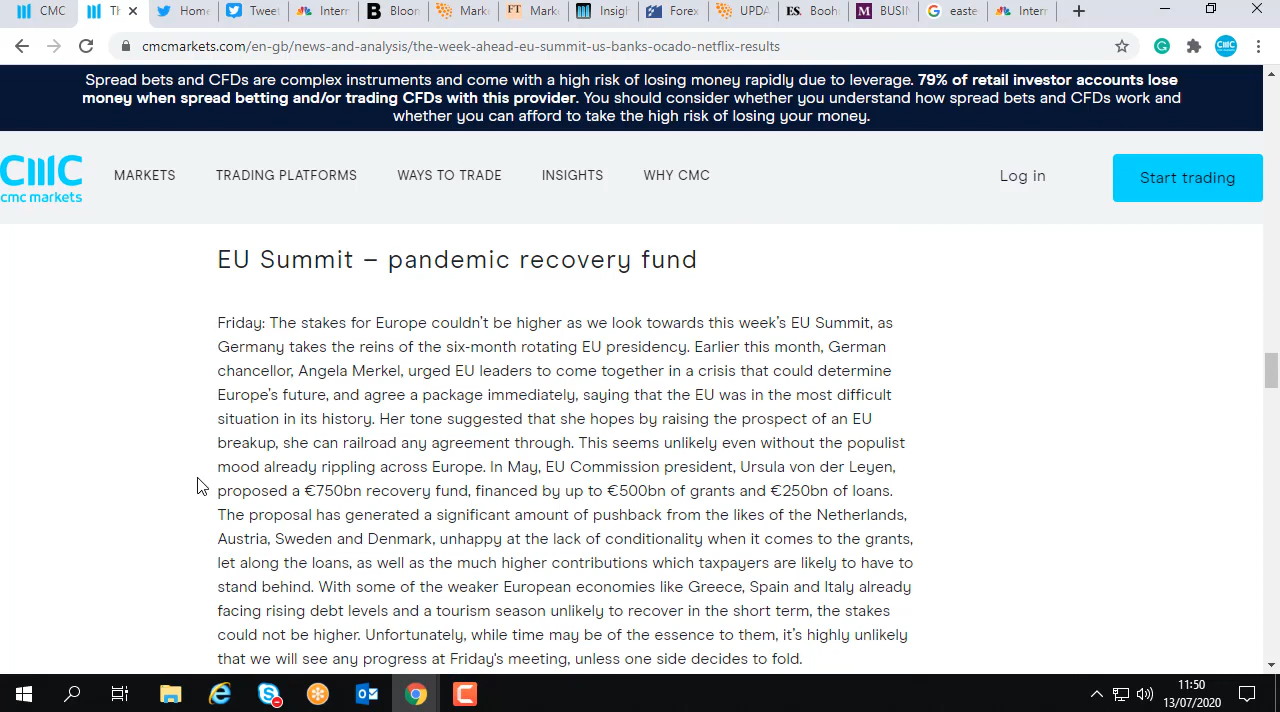 CMC
Th
Home
Tweet
Intern
Bloon
Marke
FT Marke
Insigh
Forex
UPDA
ES. Booh
M BUSIN
G easte
Intern
cmcmarkets.com/en-gb/news-and-analysis/the-week-ahead-eu-summit-us-banks-ocado-netflix-results
Spread bets and CFDs are complex instruments and come with a high risk of losing money rapidly due to leverage. 79% of retail investor accounts lose
money when spread betting and/or trading CFDs with this provider. You should consider whether you understand how spread bets and CFDs work and
whether you can afford to take the high risk of losing your money.
CMC
cmc markets
MARKETS
TRADING PLATFORMS
WAYS TO TRADE
INSIGHTS
WHY CMC
Log in
Start trading
EU Summit – pandemic recovery fund
Friday: The stakes for Europe couldn't be higher as we look towards this week's EU Summit, as
Germany takes the reins of the six-month rotating EU presidency. Earlier this month, German
chancellor, Angela Merkel, urged EU leaders to come together in a crisis that could determine
Europe's future, and agree a package immediately, saying that the EU was in the most difficult
situation in its history. Her tone suggested that she hopes by raising the prospect of an EU
breakup, she can railroad any agreement through. This seems unlikely even without the populist
mood already rippling across Europe. In May, EU Commission president, Ursula von der Leyen,
proposed a €750bn recovery fund, financed by up to €500bn of grants and €250bn of loans.
The proposal has generated a significant amount of pushback from the likes of the Netherlands,
Austria, Sweden and Denmark, unhappy at the lack of conditionality when it comes to the grants,
let along the loans, as well as the much higher contributions which taxpayers are likely to have to
stand behind. With some of the weaker European economies like Greece, Spain and Italy already
facing rising debt levels and a tourism season unlikely to recover in the short term, the stakes
could not be higher. Unfortunately, while time may be of the essence to them, it's highly unlikely
that we will see any progress at Friday's meeting, unless one side decides to fold.
11:50
13/07/2020